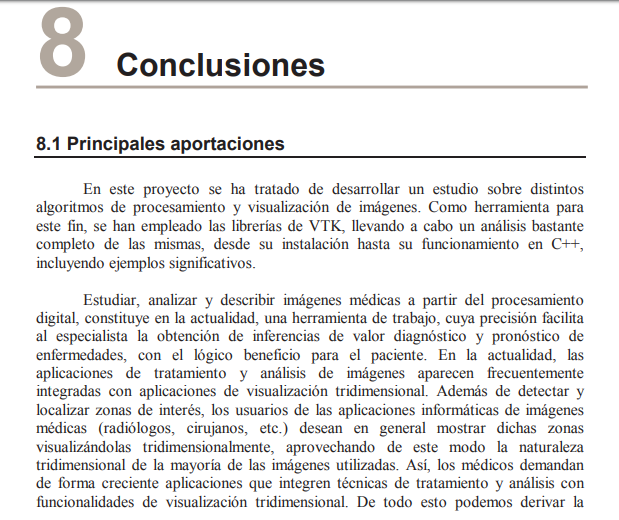 8
Conclusiones
8.1 Principales aportaciones
En este proyecto se ha tratado de desarrollar un estudio sobre distintos
algoritmos de procesamiento y visualización de imágenes. Como herramienta para
este fin, se han empleado las librerías de VTK, llevando a cabo un análisis bastante
completo de las mismas, desde su instalación hasta su funcionamiento en C++,
incluyendo ejemplos significativos.
Estudiar, analizar y describir imágenes médicas a partir del procesamiento
digital, constituye en la actualidad, una herramienta de trabajo, cuya precisión facilita
al especialista la obtención de inferencias de valor diagnóstico y pronóstico de
enfermedades, con el lógico beneficio para el paciente. En la actualidad, las
aplicaciones de tratamiento y análisis de imágenes aparecen frecuentemente
integradas con aplicaciones de visualización tridimensional. Además de detectar y
localizar zonas de interés, los usuarios de las aplicaciones informáticas de imágenes
médicas (radiólogos, cirujanos, etc.) desean en general mostrar dichas zonas
visualizándolas tridimensionalmente, aprovechando de este modo la naturaleza
tridimensional de la mayoría de las imágenes utilizadas. Así, los médicos demandan
de forma creciente aplicaciones que integren técnicas de tratamiento y análisis con
funcionalidades de visualización tridimensional. De todo esto podemos derivar la